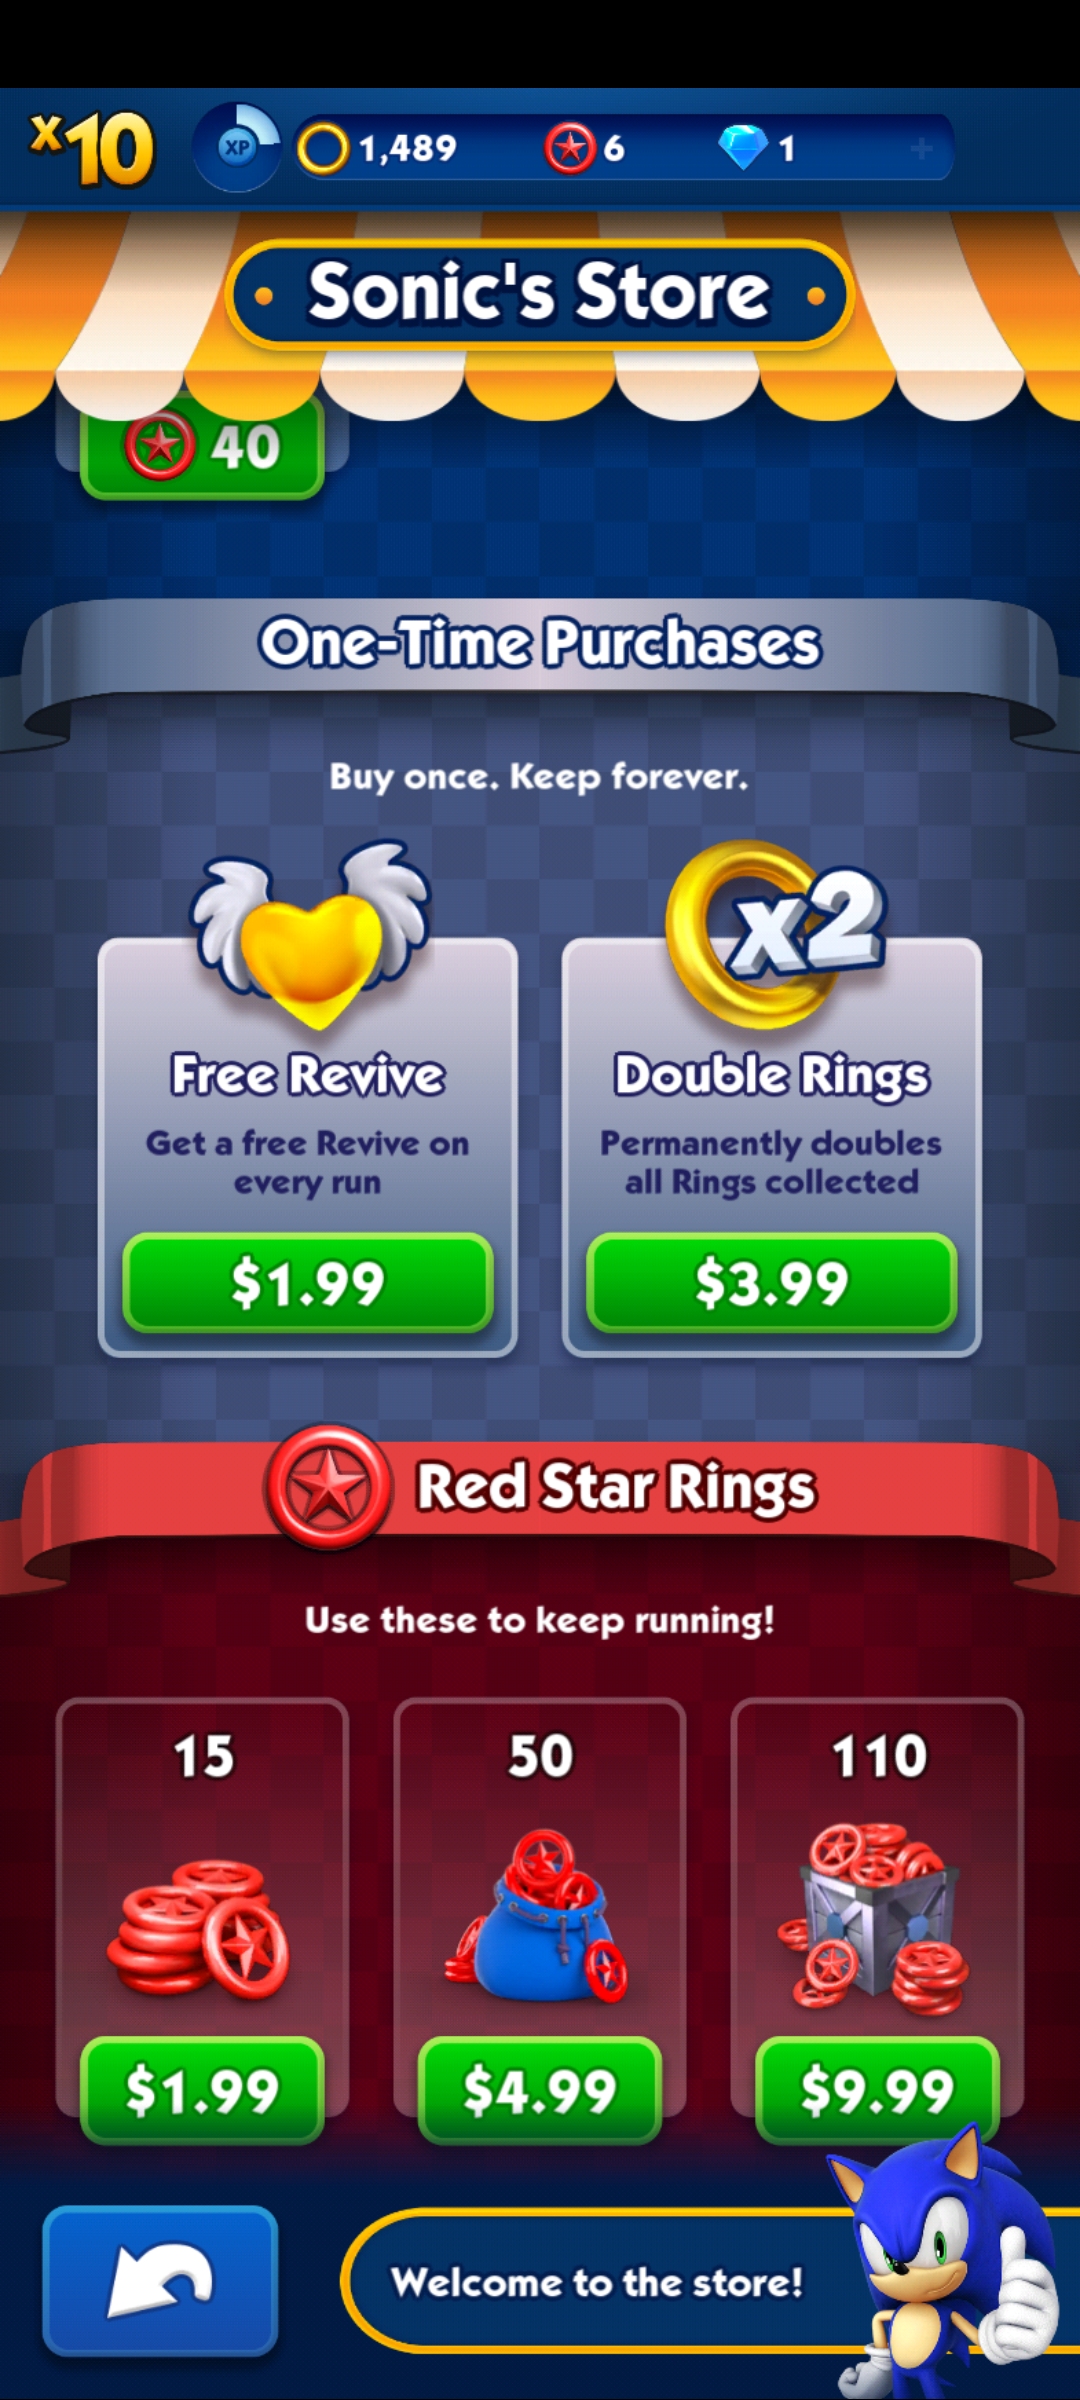 x10
XP
1,489
6
1
+
Sonic's Store
40
One-Time Purchases
Buy once. Keep forever.
x2
Free Revive
Get a free Revive on
every run
$1.99
Double Rings
Permanently doubles
all Rings collected
$3.99
Red Star Rings
Use these to keep running!
15
50
110
$1.99
$4.99
$9.99
Welcome to the store!